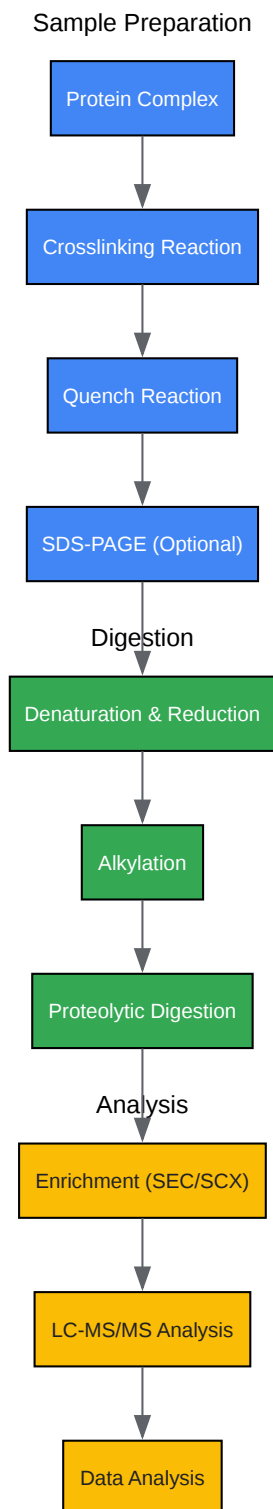 Sample Preparation
Protein Complex
Crosslinking Reaction
Quench Reaction
SDS-PAGE (Optional)
Digestion
Denaturation & Reduction
Alkylation
Proteolytic Digestion
Analysis
Enrichment (SEC/SCX)
LC-MS/MS Analysis
Data Analysis